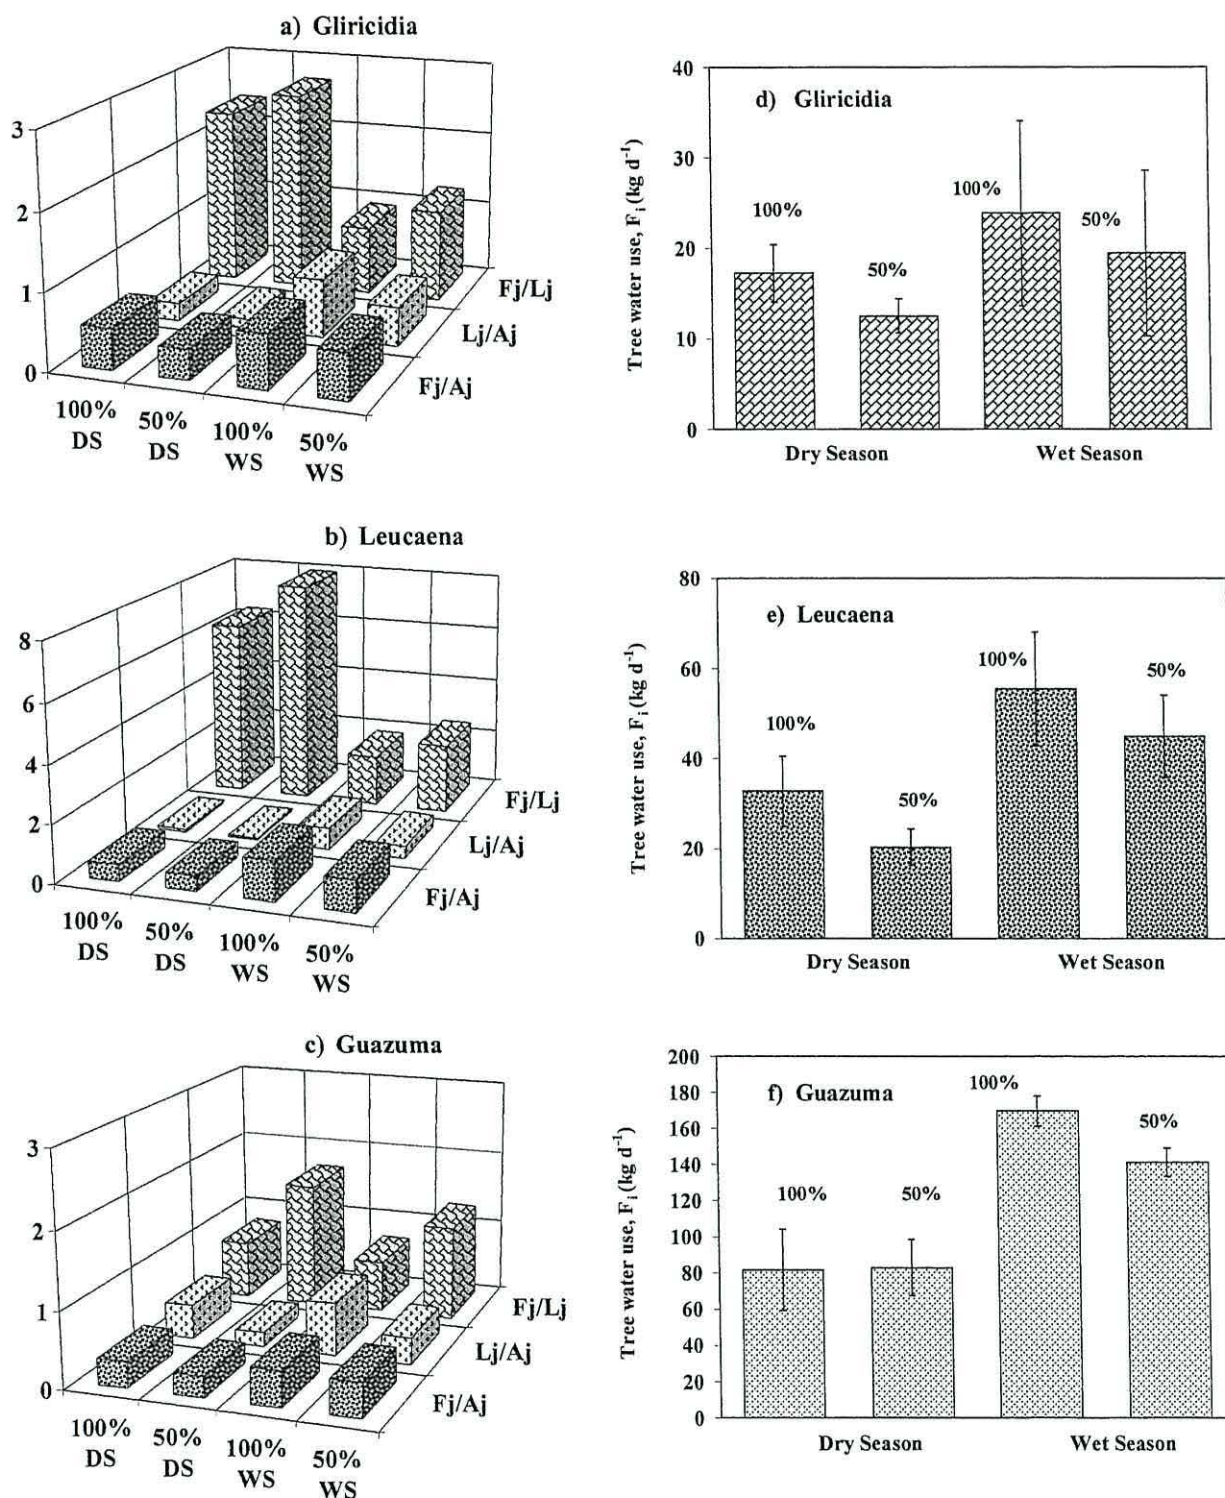 a) Gliricidia
3
2
1
0
Fj/Lj
Lj/Aj
Fj/Aj
100% DS
50% DS
100% WS
50% WS
d) Gliricidia
Tree water use, F i (kg d-1)
40
30
20
10
0
100%
50%
100%
50%
Dry Season
Wet Season
b) Leucaena
8
6
4
2
0
Fj/Lj
Lj/Aj
Fj/Aj
100% DS
50% DS
100% WS
50% WS
e) Leucaena
Tree water use, F i (kg d-1)
80
60
40
20
0
100%
50%
100%
50%
Dry Season
Wet Season
c) Guazuma
3
2
1
0
Fj/Lj
Lj/Aj
Fj/Aj
100% DS
50% DS
100% WS
50% WS
f) Guazuma
Tree water use, F i (kg d-1)
200
180
160
140
120
100
80
60
40
20
0
100%
50%
100%
50%
Dry Season
Wet Season